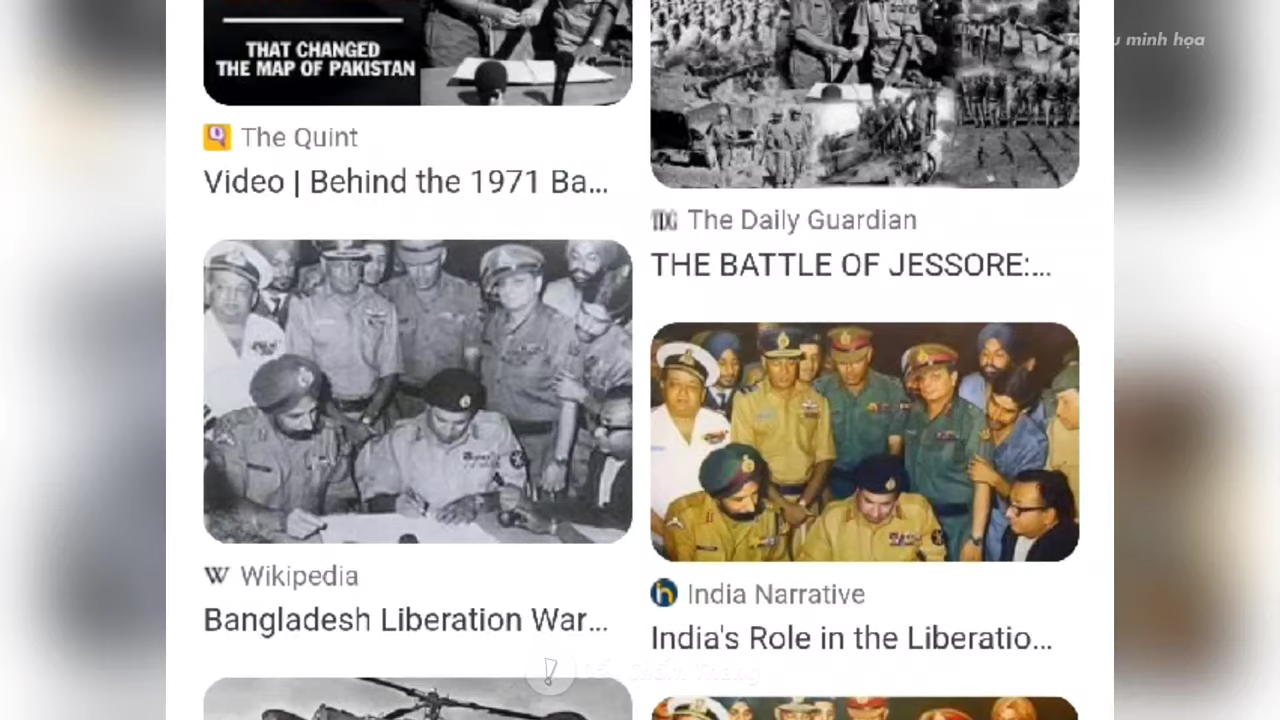 THAT CHANGED
THE MAP OF PAKISTAN
The Quint
Video | Behind the 1971 Ba...
The Daily Guardian
THE BATTLE OF JESSORE:...
W Wikipedia
Bangladesh Liberation War...
India Narrative
India's Role in the Liberatio...
minh họa